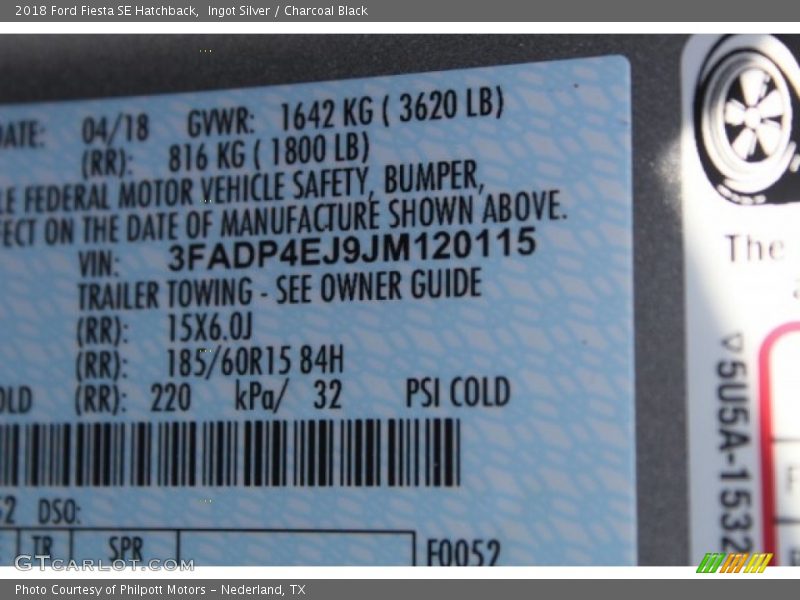 2018 Ford Fiesta SE Hatchback,  Ingot Silver / Charcoal Black
DATE: 04/18 GVWR: 1642 KG ( 3620 LB)
(RR): 816 KG ( 1800 LB)
LE FEDERAL MOTOR VEHICLE SAFETY, BUMPER,
FECT ON THE DATE OF MANUFACTURE SHOWN ABOVE.
VIN: 3FADP4EJ9JM120115
TRAILER TOWING - SEE OWNER GUIDE
(RR): 15X6.0J
(RR): 185/60R15 84H
OLD (RR): 220 kPa/ 32 PSI COLD
52 DSO:
TR SPR
F0052
The
5U5A-1532
GTCARLOT.COM
Photo Courtesy of Philpott Motors - Nederland, TX